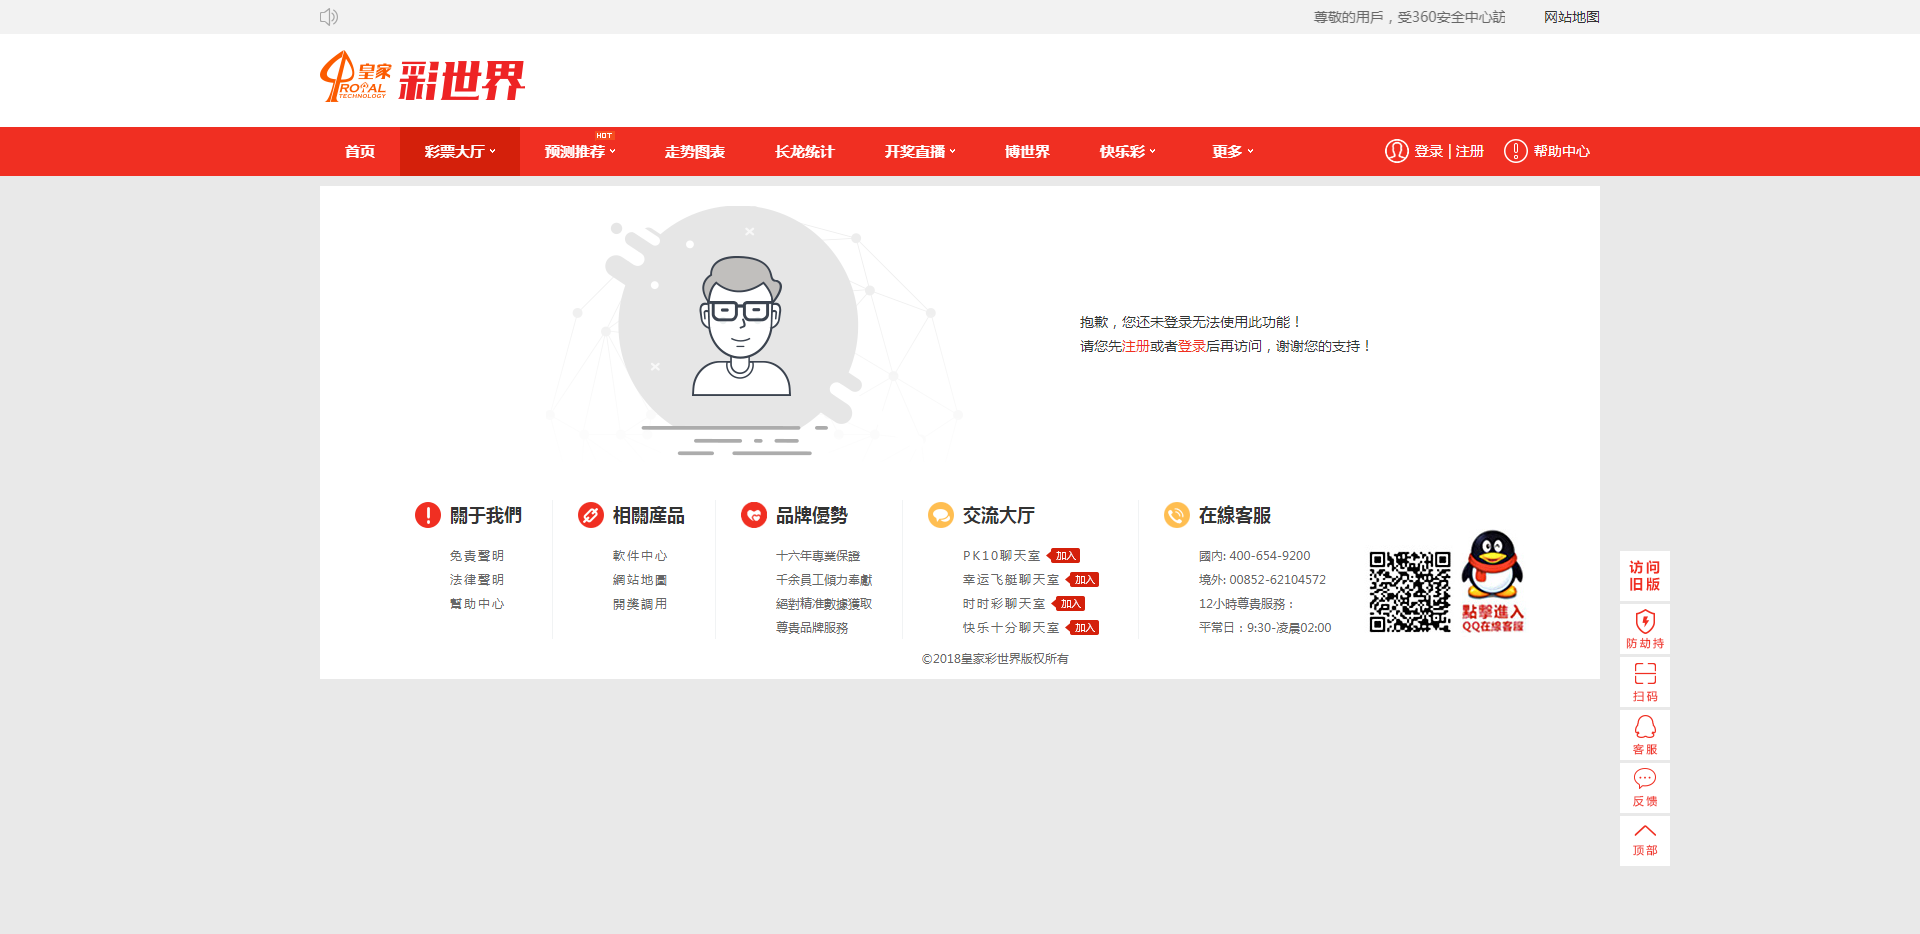 尊敬的用戶，受360安全中心訪
网站地图
皇家
ROYAL
TECHNOLOGY
彩世界
首页
彩票大厅
预测推荐
HOT
走势图表
长龙统计
开奖直播
博世界
快乐彩
更多
登录 | 注册
帮助中心
抱歉，您还未登录无法使用此功能！
请您先注册或者登录后再访问，谢谢您的支持！
關于我們
免責聲明
法律聲明
幫助中心
相關産品
軟件中心
網站地圖
開獎調用
品牌優勢
十六年專業保證
千余員工傾力奉獻
絕對精准數據獲取
尊貴品牌服務
交流大厅
PK10聊天室 加入
幸运飞艇聊天室 加入
时时彩聊天室 加入
快乐十分聊天室 加入
在線客服
國內: 400-654-9200
境外: 00852-62104572
12小時尊貴服務：
平常日：9:30-凌晨02:00
點擊進入
QQ在線客服
©2018皇家彩世界版权所有
访问
旧版
防劫持
扫码
客服
反馈
顶部